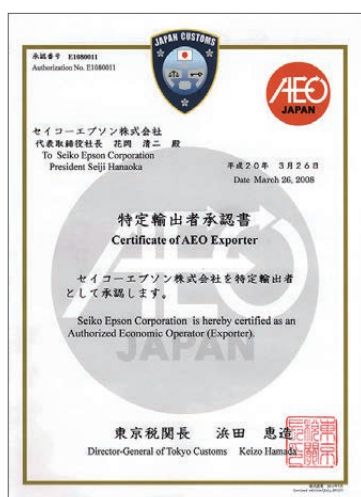 JAPAN CUSTOMS
承認番号 E1080011
Authorization No. E1080011
AEO
JAPAN
セイコーエプソン株式会社
代表取締役社長 花岡 清二 殿
To Seiko Epson Corporation
President Seiji Hanaoka
平成20年 3月26日
Date March 26, 2008
特定輸出者承認書
Certificate of AEO Exporter
セイコーエプソン株式会社を特定輸出者
として承認します。
Seiko Epson Corporation is hereby certified as an
Authorized Economic Operator (Exporter).
AEO
JAPAN
東京税関長 浜田 恵造
Director-General of Tokyo Customs Keizo Hamada